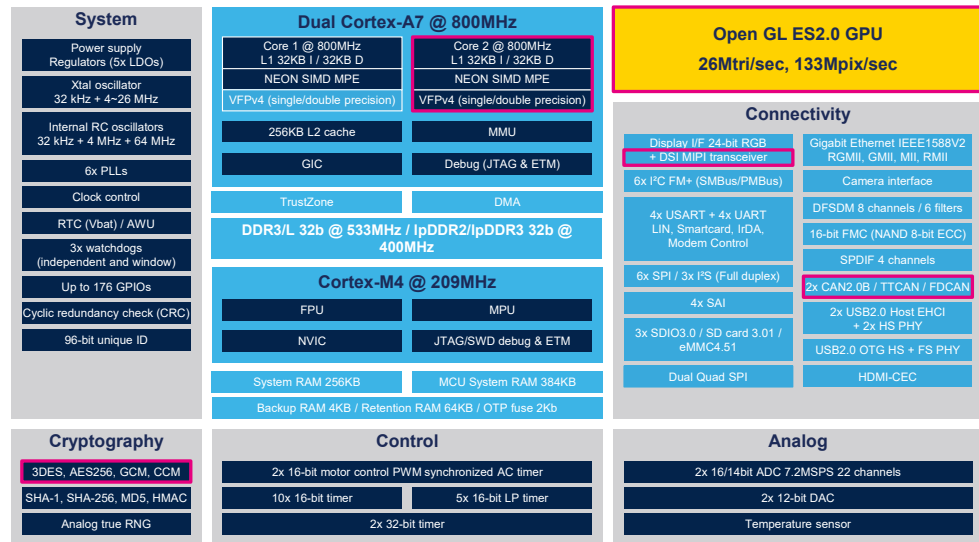 System
Power supply
Regulators (5x LDOs)
Xtal oscillator
32 kHz + 4~26 MHz
Internal RC oscillators
32 kHz + 4 MHz + 64 MHz
6x PLLs
Clock control
RTC (Vbat) / AWU
3x watchdogs
(independent and window)
Up to 176 GPIOs
Cyclic redundancy check (CRC)
96-bit unique ID
Dual Cortex-A7 @ 800MHz
Core 1 @ 800MHz
L1 32KB I / 32KB D
NEON SIMD MPE
VFPv4 (single/double precision)
Core 2 @ 800MHz
L1 32KB I / 32KB D
NEON SIMD MPE
VFPv4 (single/double precision)
256KB L2 cache
MMU
GIC
Debug (JTAG & ETM)
TrustZone
DMA
DDR3/L 32b @ 533MHz / lpDDR2/lpDDR3 32b @
400MHz
Cortex-M4 @ 209MHz
FPU
MPU
NVIC
JTAG/SWD debug & ETM
System RAM 256KB
MCU System RAM 384KB
Backup RAM 4KB / Retention RAM 64KB / OTP fuse 2Kb
Open GL ES2.0 GPU
26Mtri/sec, 133Mpix/sec
Connectivity
Display I/F 24-bit RGB
+ DSI MIPI transceiver
6x I²C FM+ (SMBus/PMBus)
4x USART + 4x UART
LIN, Smartcard, IrDA,
Modem Control
6x SPI / 3x I²S (Full duplex)
4x SAI
3x SDIO3.0 / SD card 3.01 /
eMMC4.51
Dual Quad SPI
Gigabit Ethernet IEEE1588V2
RGMII, GMII, MII, RMII
Camera interface
DFSDM 8 channels / 6 filters
16-bit FMC (NAND 8-bit ECC)
SPDIF 4 channels
2x CAN2.0B / TTCAN / FDCAN
2x USB2.0 Host EHCI
+ 2x HS PHY
USB2.0 OTG HS + FS PHY
HDMI-CEC
Cryptography
3DES, AES256, GCM, CCM
SHA-1, SHA-256, MD5, HMAC
Analog true RNG
Control
2x 16-bit motor control PWM synchronized AC timer
10x 16-bit timer
5x 16-bit LP timer
2x 32-bit timer
Analog
2x 16/14bit ADC 7.2MSPS 22 channels
2x 12-bit DAC
Temperature sensor